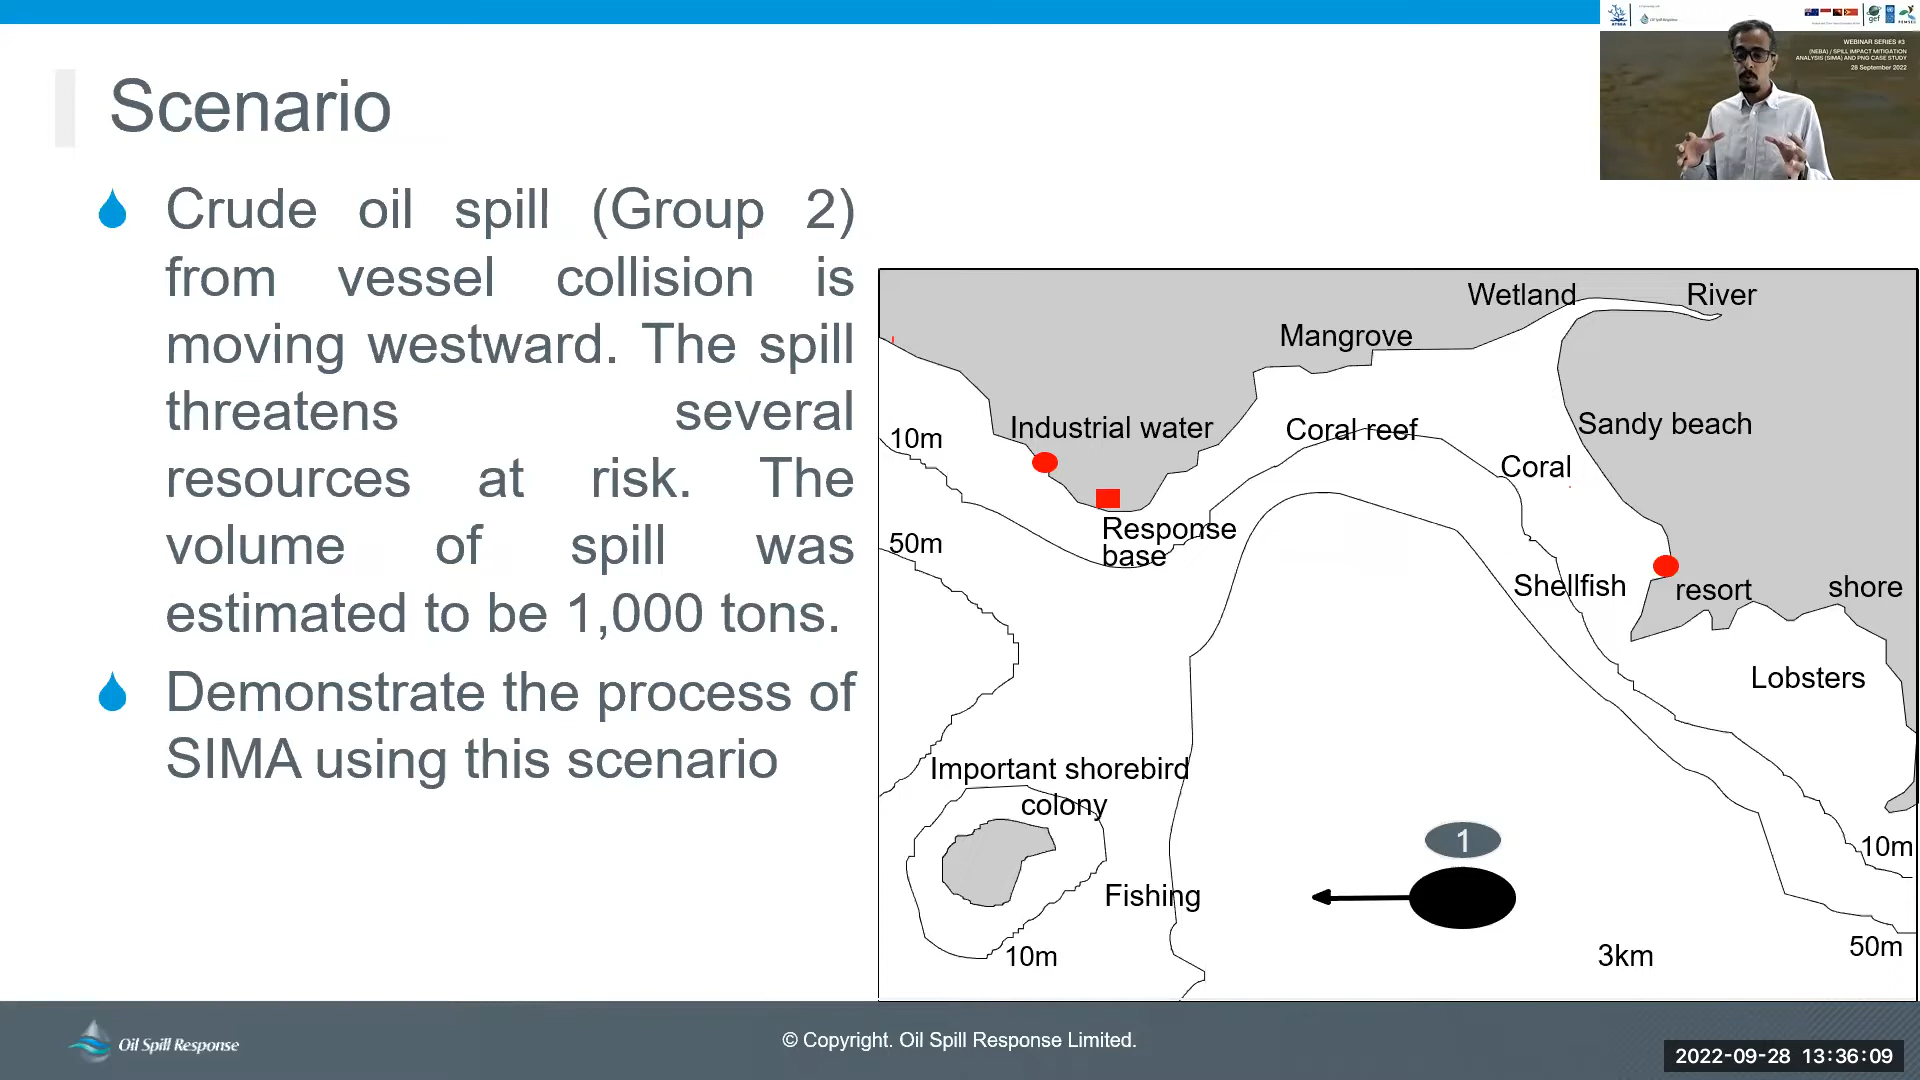 Scenario
Crude oil spill (Group 2)
from vessel collision is
moving westward. The spill
threatens several
resources at risk. The
volume of spill was
estimated to be 1,000 tons.
Demonstrate the process of
SIMA using this scenario
WEBINAR SERIES #3
(NEBA) / SPILL IMPACT MITIGATION
ANALYSIS (SIMA) AND PNG CASE STUDY
28 September 2022
Wetland
River
Mangrove
Industrial water
Coral reef
Sandy beach
10m
Coral
Response
base
50m
Shellfish
resort
shore
Lobsters
Important shorebird
colony
1
10m
Fishing
10m
3km
50m
Oil Spill Response
© Copyright. Oil Spill Response Limited.
2022-09-28 13:36:09